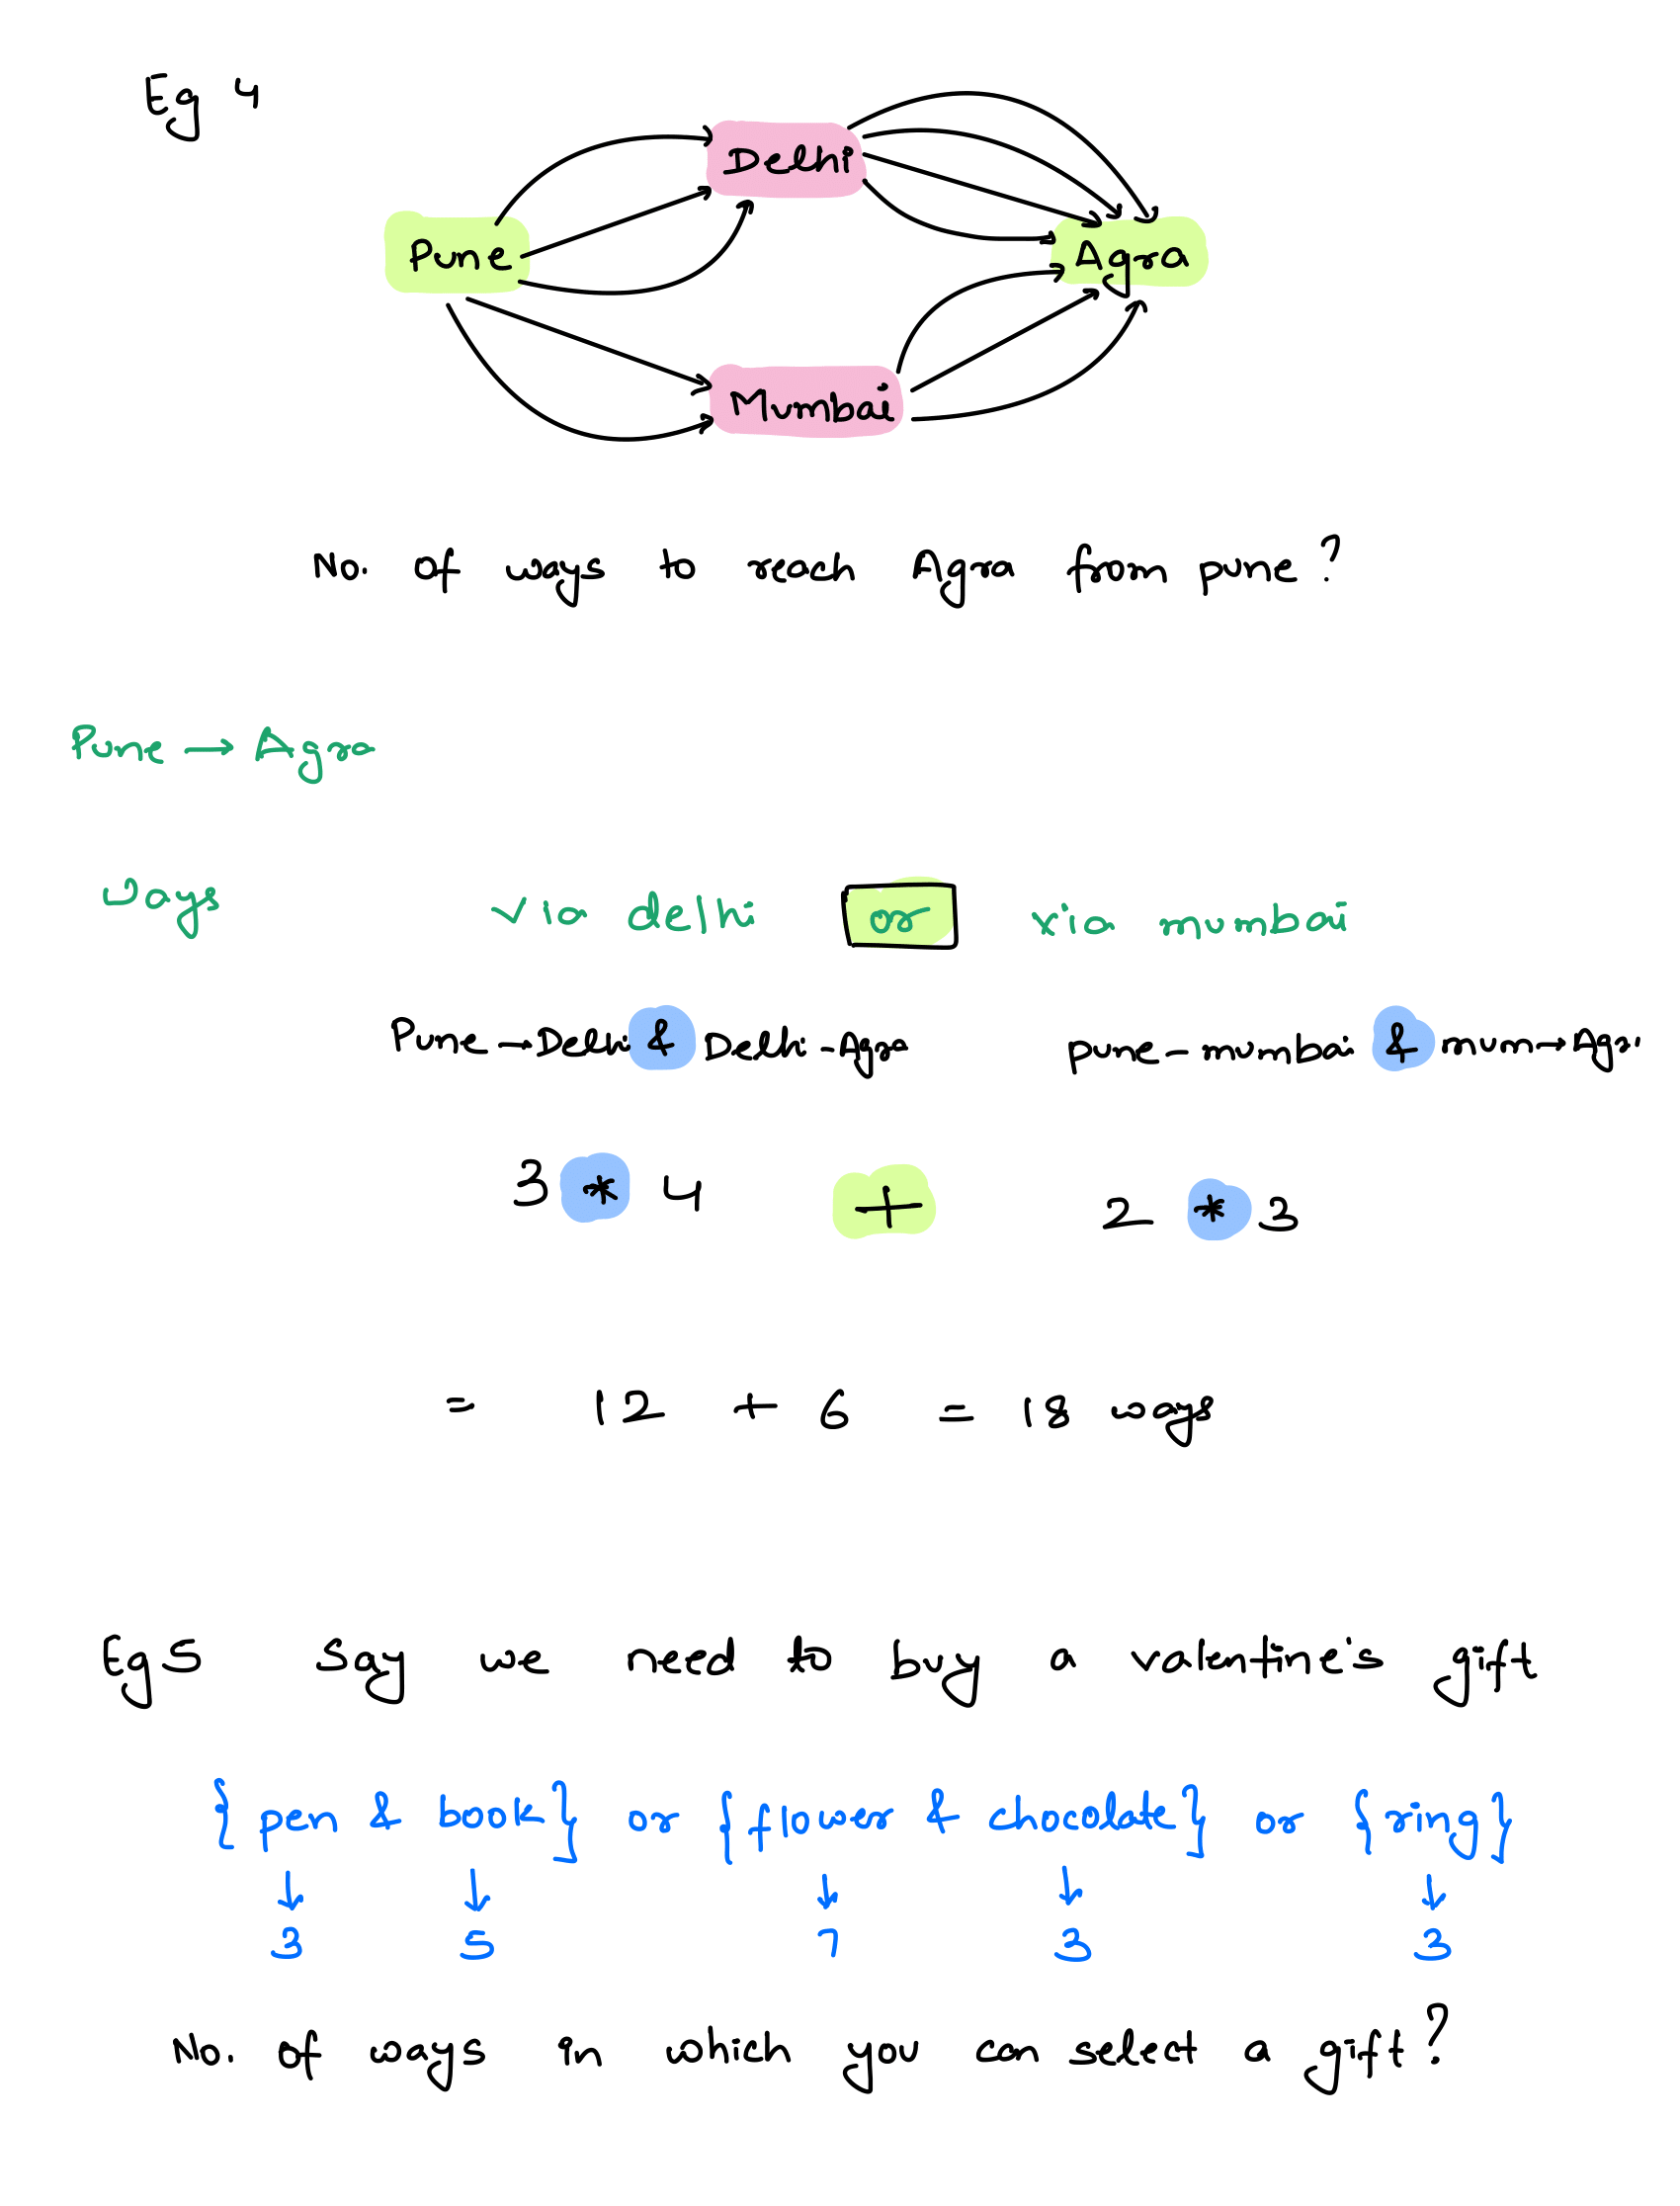 Eg 4
Delhi
Pune
Agra
Mumbai
No. of ways to reach Agra from pune?
Pune → Agra
ways via delhi or via mumbai
Pune → Delhi & Delhi - Agra pune - mumbai & mum → Agr
3 * 4 + 2 * 3
= 12 + 6 = 18 ways
Eg 5 say we need to buy a valentine's gift
{ pen & book } or { flower & chocolate } or { ring }
↓ ↓ ↓ ↓ ↓
3 5 7 3 3
No. of ways in which you can select a gift?